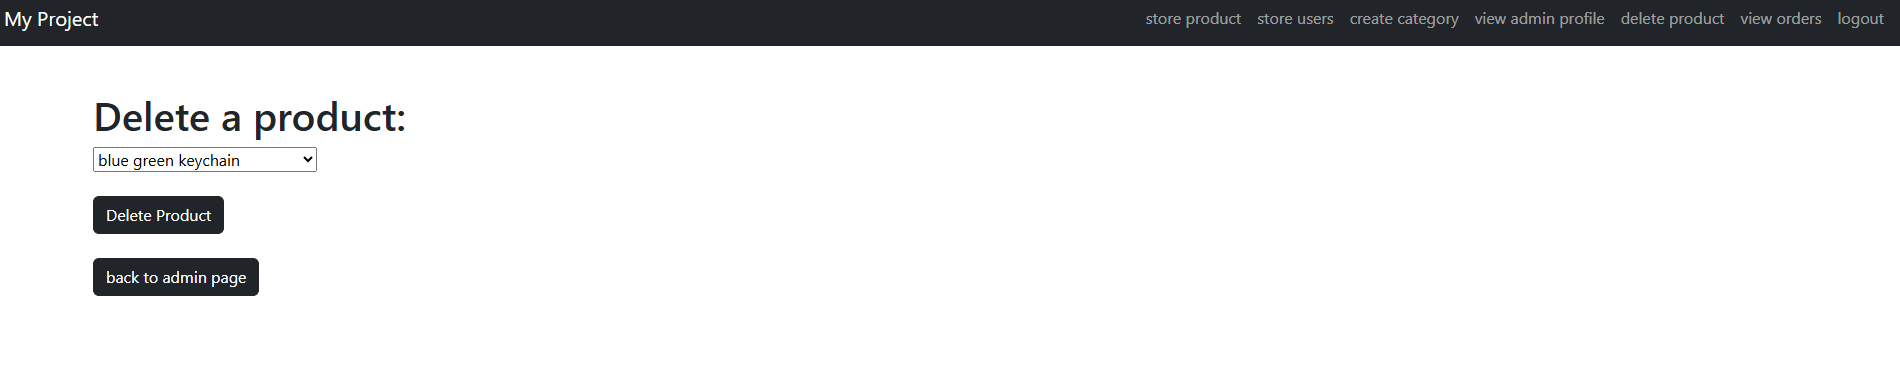 My Project store product store users create category view admin profile delete product view orders logout
Delete a product:
blue green keychain
Delete Product
back to admin page